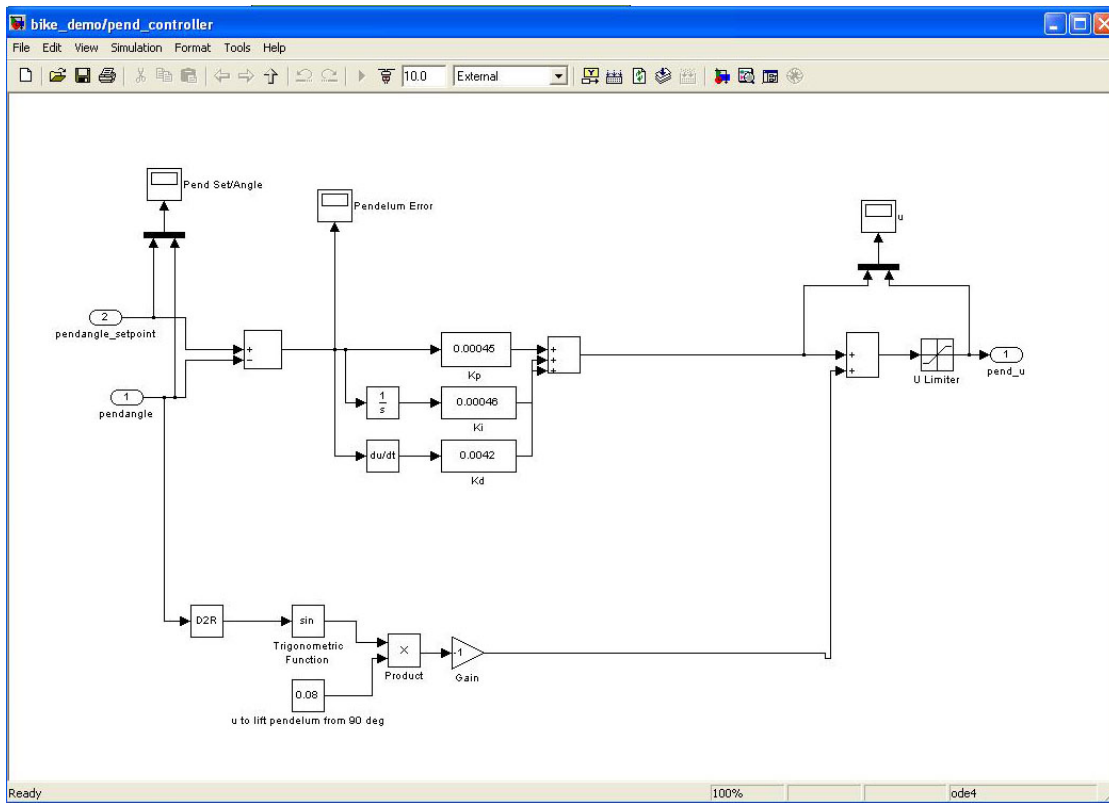 bike_demo/pend_controller
File Edit View Simulation Format Tools Help
10.0 External
Pend Set/Angle
Pendelum Error
u
2
pendangle_setpoint
1
pendangle
+
−
0.00045
Kp
1
s
0.00046
Ki
du/dt
0.0042
Kd
+
+
+
+
+
U Limiter
1
pend_u
D2R
sin
Trigonometric
Function
×
Product
-1
Gain
0.08
u to lift pendelum from 90 deg
Ready 100% ode4